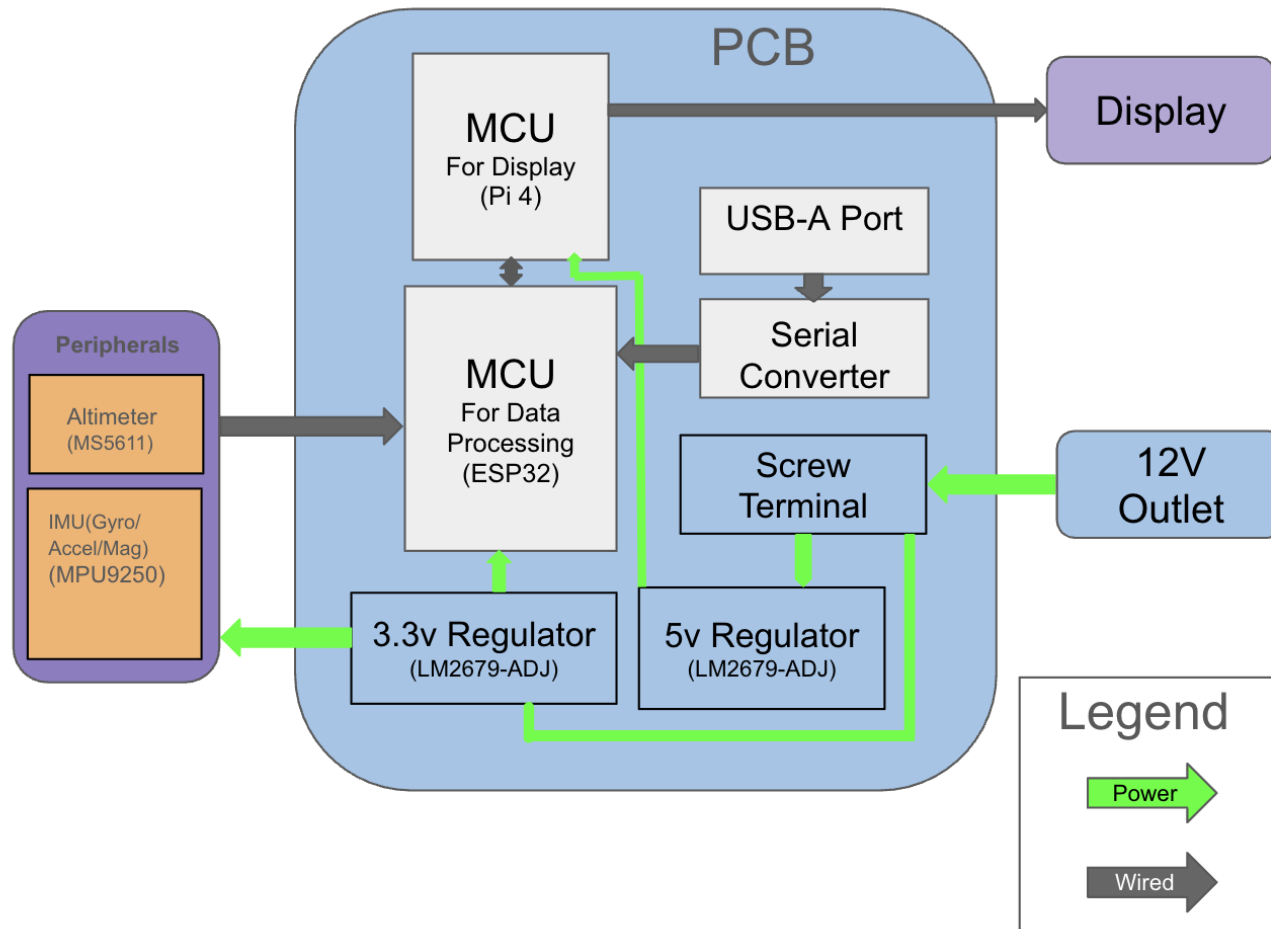 PCB
MCU
For Display
(Pi 4)
Display
USB-A Port
Serial
Converter
Peripherals
Altimeter
(MS5611)
IMU(Gyro/
Accel/Mag)
(MPU9250)
MCU
For Data
Processing
(ESP32)
Screw
Terminal
12V
Outlet
3.3v Regulator
(LM2679-ADJ)
5v Regulator
(LM2679-ADJ)
Legend
Power
Wired